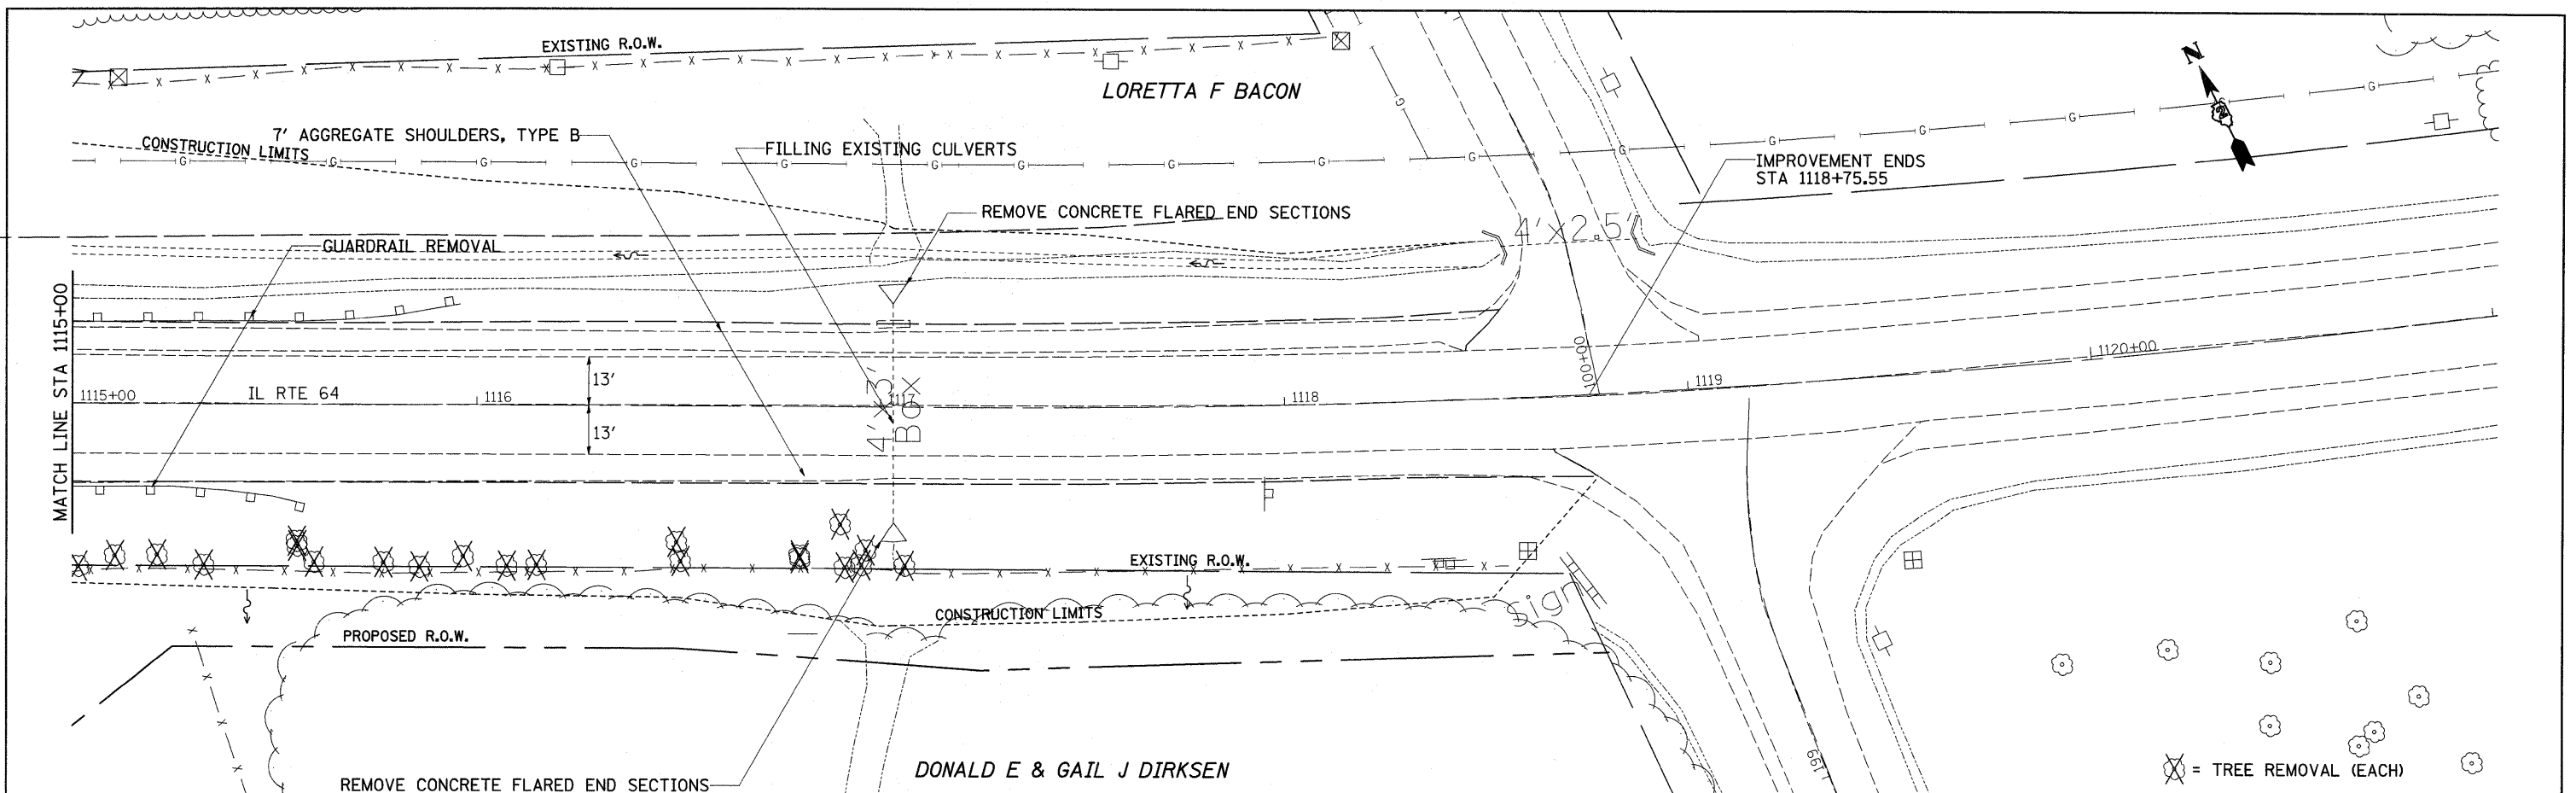 EXISTING R.O.W.
N
LORETTA F BACON
7' AGGREGATE SHOULDERS, TYPE B
CONSTRUCTION LIMITS
FILLING EXISTING CULVERTS
IMPROVEMENT ENDS
STA 1118+75.55
REMOVE CONCRETE FLARED END SECTIONS
4'x2.5'
GUARDRAIL REMOVAL
MATCH LINE STA 1115+00
1115+00
IL RTE 64
1116
13'
13'
4'x3'
Box
1117
1118
100+00
1119
1120+00
EXISTING R.O.W.
CONSTRUCTION LIMITS
sign
PROPOSED R.O.W.
DONALD E & GAIL J DIRKSEN
REMOVE CONCRETE FLARED END SECTIONS
1199
= TREE REMOVAL (EACH)